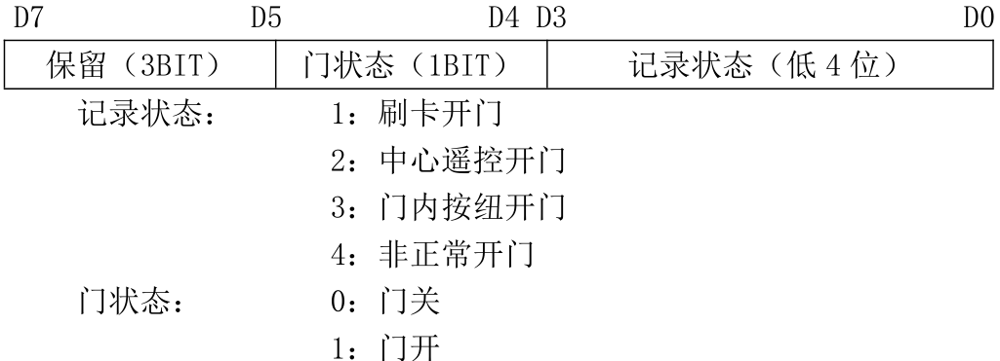 D7 D5 D4 D3 D0
保留（3BIT） 门状态（1BIT） 记录状态（低 4 位）
记录状态： 1：刷卡开门
2：中心遥控开门
3：门内按纽开门
4：非正常开门
门状态： 0：门关
1：门开